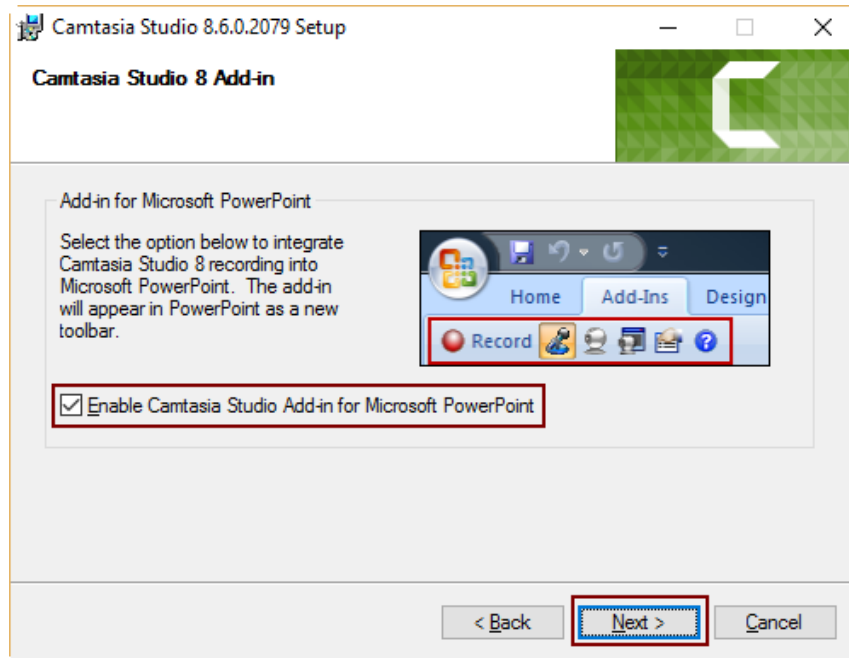 Camtasia Studio 8.6.0.2079 Setup
Camtasia Studio 8 Add-in
Add-in for Microsoft PowerPoint
Select the option below to integrate
Camtasia Studio 8 recording into
Microsoft PowerPoint. The add-in
will appear in PowerPoint as a new
toolbar.
Home Add-Ins Design
Record
Enable Camtasia Studio Add-in for Microsoft PowerPoint
< Back Next > Cancel